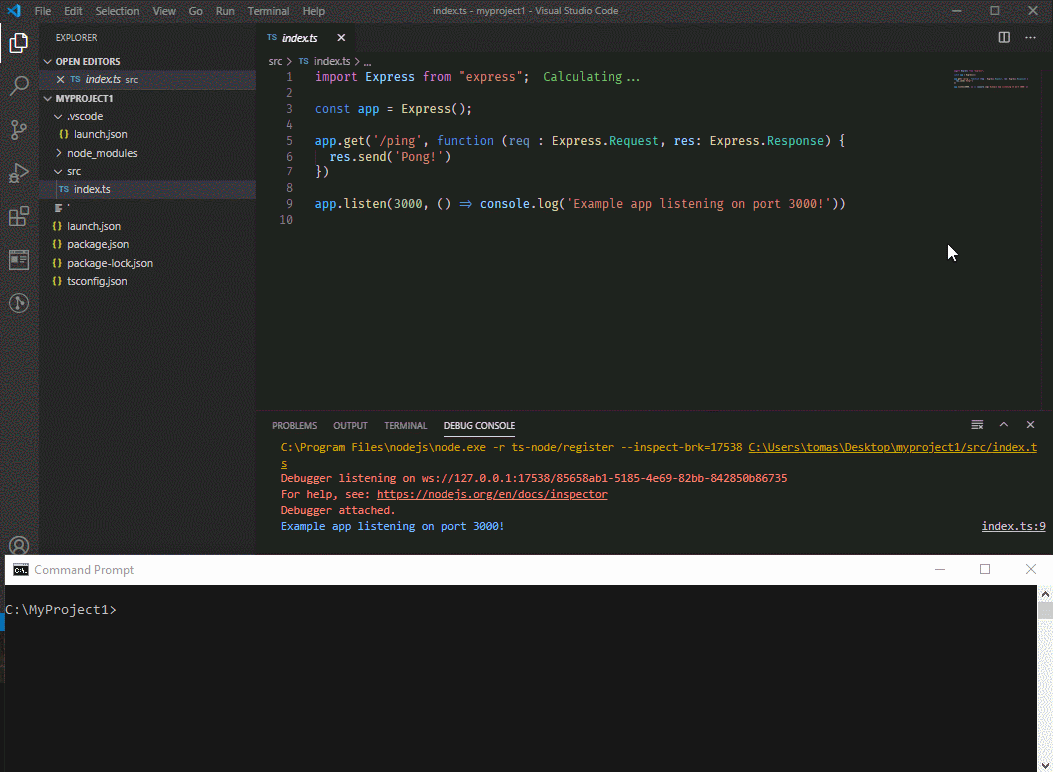 File Edit Selection View Go Run Terminal Help index.ts - myproject1 - Visual Studio Code
EXPLORER
OPEN EDITORS
TS index.ts src
MYPROJECT1
.vscode
{} launch.json
node_modules
src
TS index.ts
'
{} launch.json
{} package.json
{} package-lock.json
{} tsconfig.json
TS index.ts
src > TS index.ts > ...
1 import Express from "express"; Calculating...
2
3 const app = Express();
4
5 app.get('/ping', function (req : Express.Request, res: Express.Response) {
6 res.send('Pong!')
7 })
8
9 app.listen(3000, () => console.log('Example app listening on port 3000!'))
10
PROBLEMS OUTPUT TERMINAL DEBUG CONSOLE
C:\Program Files\nodejs\node.exe -r ts-node/register --inspect-brk=17538 C:\Users\tomas\Desktop\myproject1/src/index.t
s
Debugger listening on ws://127.0.0.1:17538/85658ab1-5185-4e69-82bb-842850b86735
For help, see: https://nodejs.org/en/docs/inspector
Debugger attached.
Example app listening on port 3000! index.ts:9
Command Prompt
C:\MyProject1>